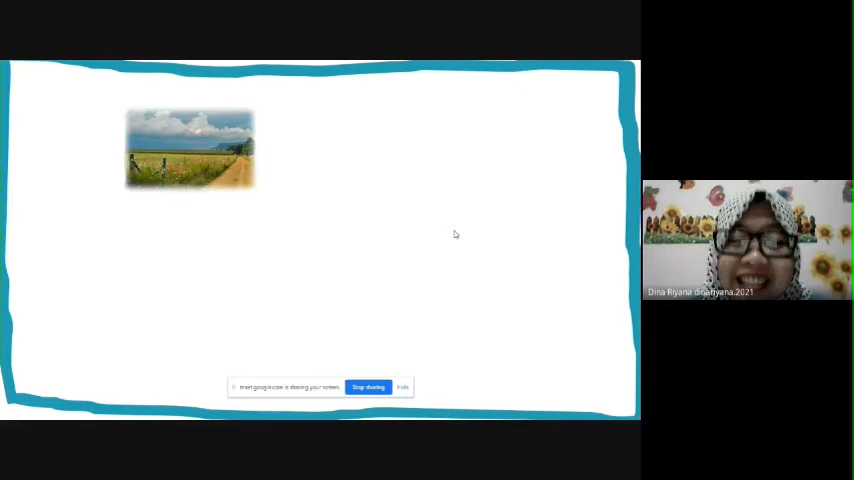 meet.google.com is sharing your screen.
Stop sharing
Hide
Dina Riyana dinariyana.2021